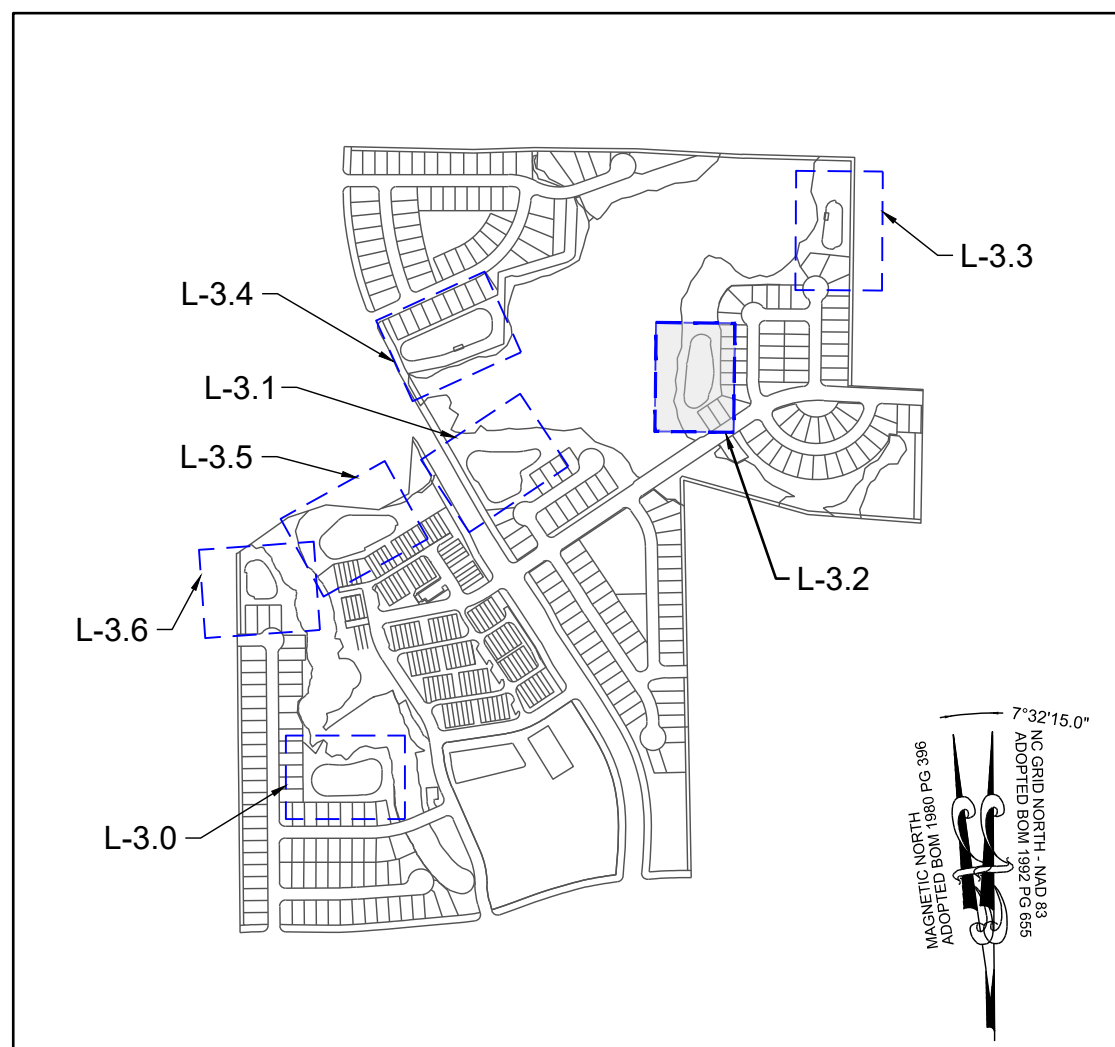 L-3.3
L-3.4
L-3.1
L-3.5
L-3.2
L-3.6
L-3.0
7°32'15.0"
NC GRID NORTH - NAD 83
ADOPTED BOM 1992 PG 655
MAGNETIC NORTH
ADOPTED BOM 1980 PG 396